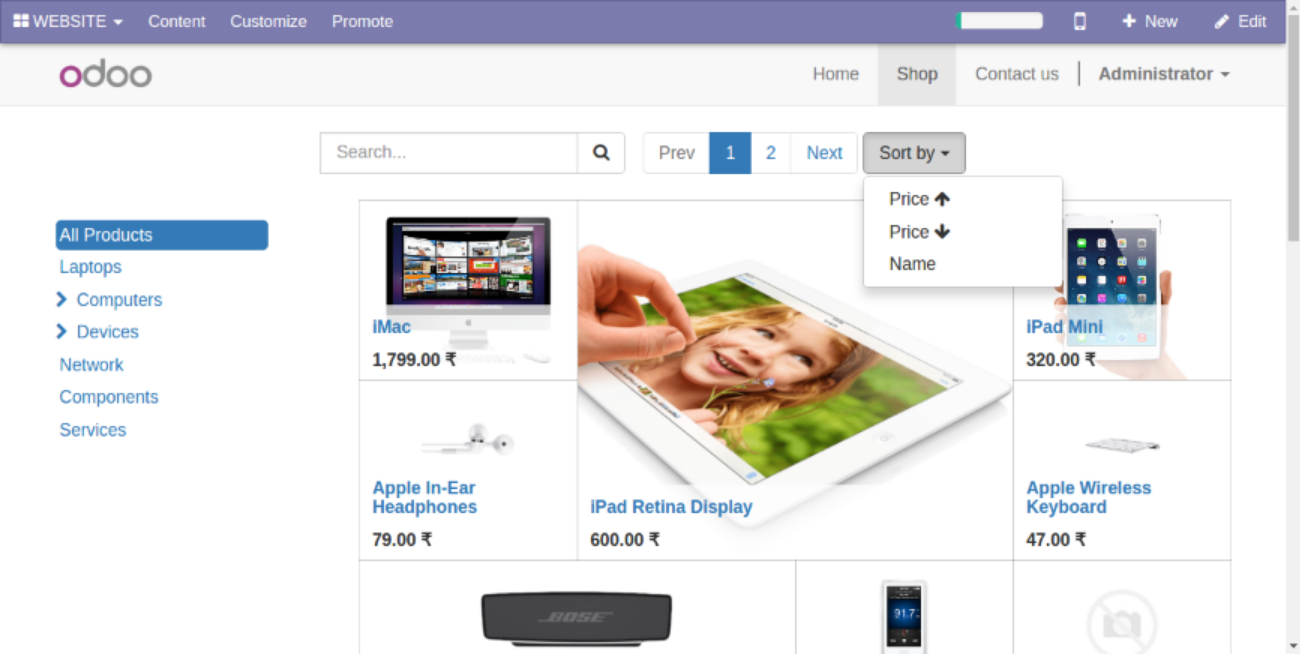 WEBSITE Content Customize Promote New Edit
odoo Home Shop Contact us Administrator
Search... Prev 1 2 Next Sort by
Price
Price
Name
All Products
Laptops
Computers
Devices
Network
Components
Services
iMac
1,799.00 ₹
iPad Mini
320.00 ₹
Apple In-Ear
Headphones
79.00 ₹
iPad Retina Display
600.00 ₹
Apple Wireless
Keyboard
47.00 ₹
BOSE
91.7